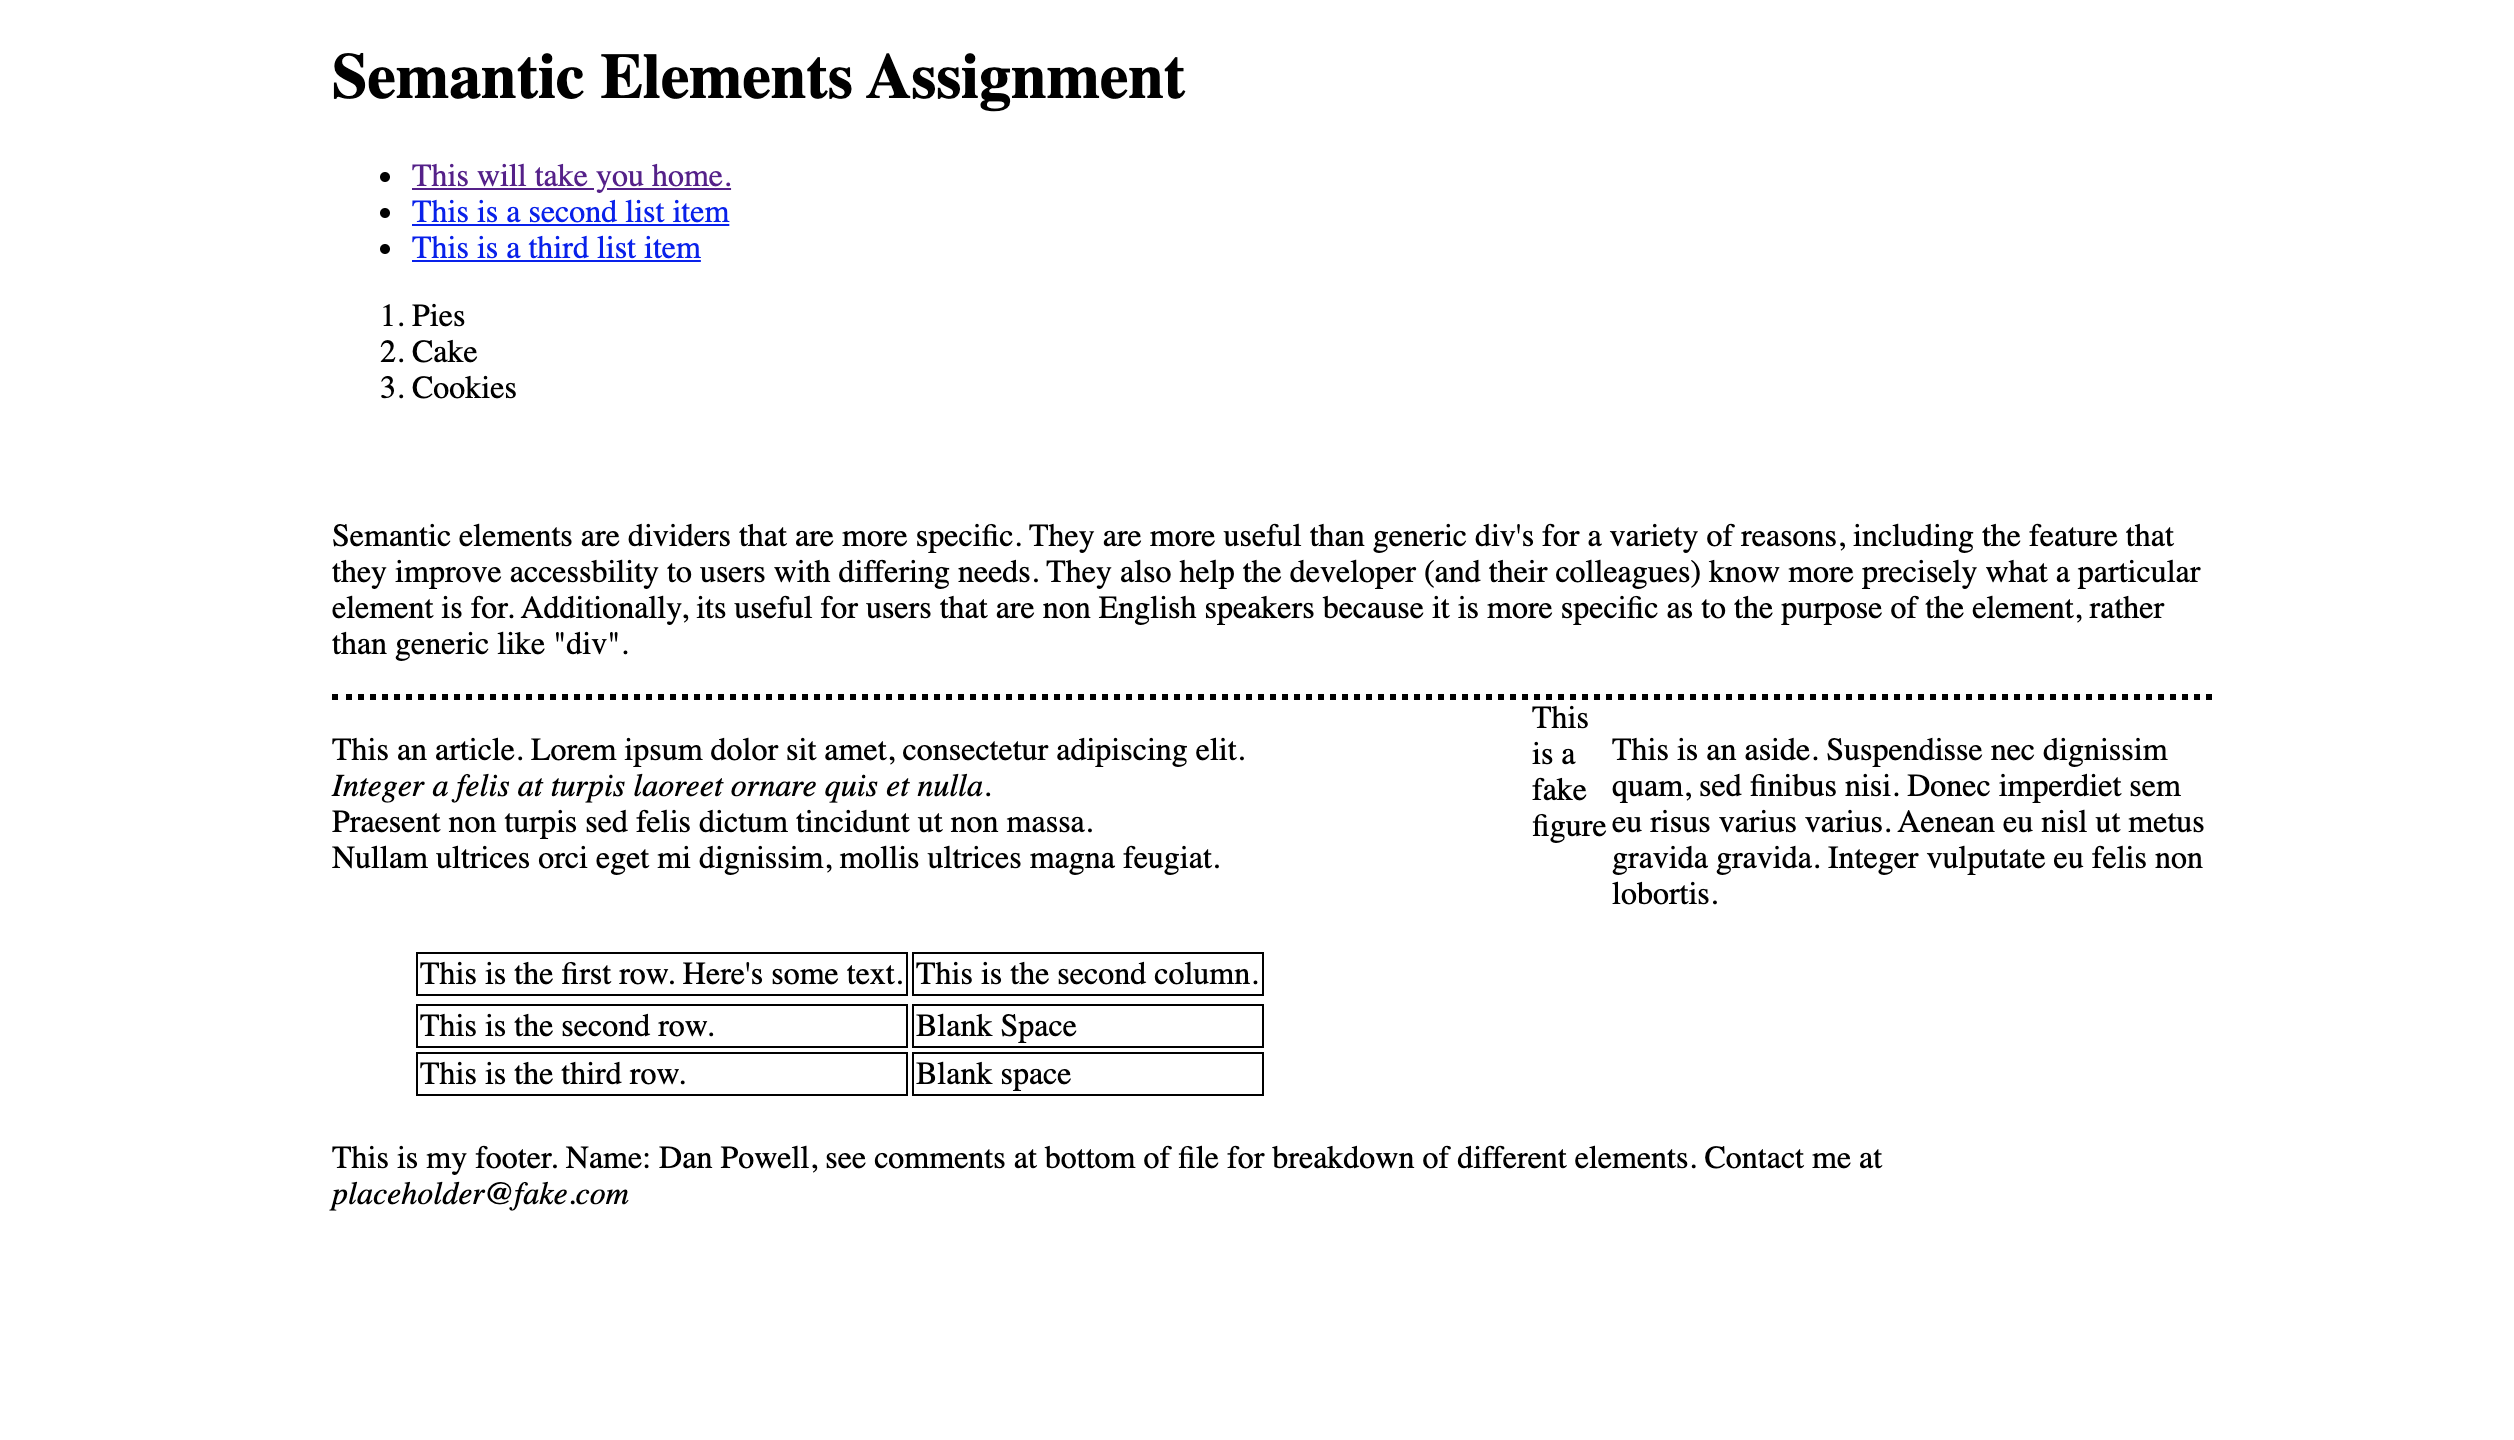 Semantic Elements Assignment
This will take you home.
This is a second list item
This is a third list item
1. Pies
2. Cake
3. Cookies
Semantic elements are dividers that are more specific. They are more useful than generic div's for a variety of reasons, including the feature that
they improve accessbility to users with differing needs. They also help the developer (and their colleagues) know more precisely what a particular
element is for. Additionally, its useful for users that are non English speakers because it is more specific as to the purpose of the element, rather
than generic like "div".
This an article. Lorem ipsum dolor sit amet, consectetur adipiscing elit.
Integer a felis at turpis laoreet ornare quis et nulla.
Praesent non turpis sed felis dictum tincidunt ut non massa.
Nullam ultrices orci eget mi dignissim, mollis ultrices magna feugiat.
This
is a
fake
figure
This is an aside. Suspendisse nec dignissim
quam, sed finibus nisi. Donec imperdiet sem
eu risus varius varius. Aenean eu nisl ut metus
gravida gravida. Integer vulputate eu felis non
lobortis.
This is the first row. Here's some text. This is the second column.
This is the second row. Blank Space
This is the third row. Blank space
This is my footer. Name: Dan Powell, see comments at bottom of file for breakdown of different elements. Contact me at
placeholder@fake.com